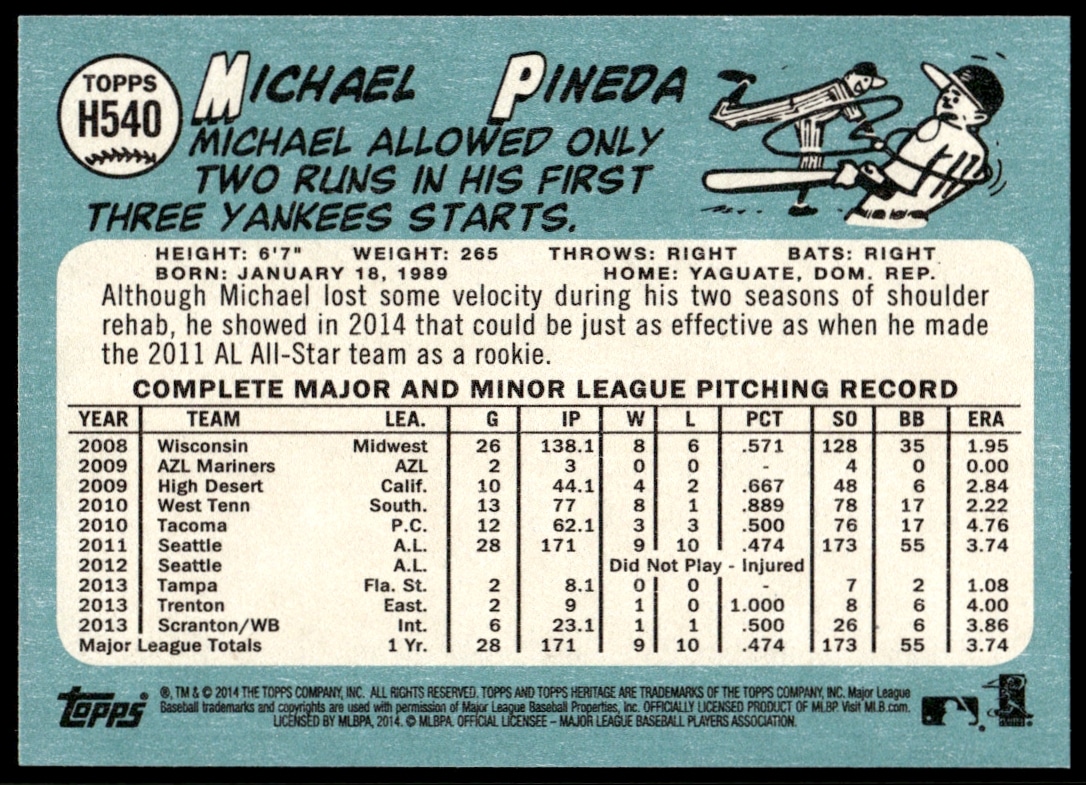 TOPPS
H540
MICHAEL PINEDA
MICHAEL ALLOWED ONLY
TWO RUNS IN HIS FIRST
THREE YANKEES STARTS.
HEIGHT: 6'7" WEIGHT: 265 THROWS: RIGHT BATS: RIGHT
BORN: JANUARY 18, 1989 HOME: YAGUATE, DOM. REP.
Although Michael lost some velocity during his two seasons of shoulder
rehab, he showed in 2014 that could be just as effective as when he made
the 2011 AL All-Star team as a rookie.
COMPLETE MAJOR AND MINOR LEAGUE PITCHING RECORD
YEAR TEAM LEA. G IP W L PCT SO BB ERA
2008 Wisconsin Midwest 26 138.1 8 6 .571 128 35 1.95
2009 AZL Mariners AZL 2 3 0 0 - 4 0 0.00
2009 High Desert Calif. 10 44.1 4 2 .667 48 6 2.84
2010 West Tenn South. 13 77 8 1 .889 78 17 2.22
2010 Tacoma P.C. 12 62.1 3 3 .500 76 17 4.76
2011 Seattle A.L. 28 171 9 10 .474 173 55 3.74
2012 Seattle A.L. Did Not Play - Injured
2013 Tampa Fla. St. 2 8.1 0 0 - 7 2 1.08
2013 Trenton East. 2 9 1 0 1.000 8 6 4.00
2013 Scranton/WB Int. 6 23.1 1 1 .500 26 6 3.86
Major League Totals 1 Yr. 28 171 9 10 .474 173 55 3.74
topps
®, TM & © 2014 THE TOPPS COMPANY, INC. ALL RIGHTS RESERVED. TOPPS AND TOPPS HERITAGE ARE TRADEMARKS OF THE TOPPS COMPANY, INC. Major League
Baseball trademarks and copyrights are used with permission of Major League Baseball Properties, Inc. OFFICIALLY LICENSED PRODUCT OF MLBP Visit MLB.com.
LICENSED BY MLBPA, 2014. © MLBPA. OFFICIAL LICENSEE – MAJOR LEAGUE BASEBALL PLAYERS ASSOCIATION.